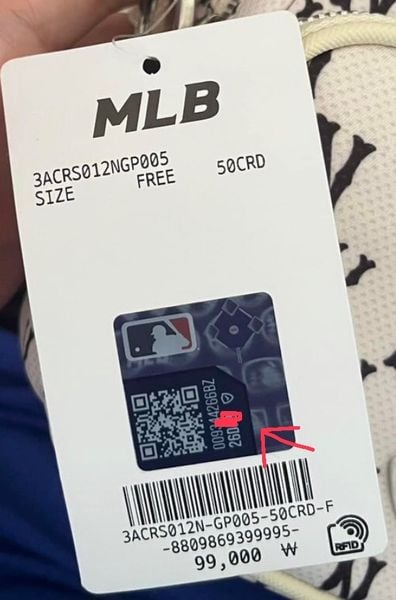 MLB
3ACRS012NGP005 50CRD
SIZE FREE
3ACRS012N-GP005-50CRD-F
-8809869399995-
99,000 ₩
RFID